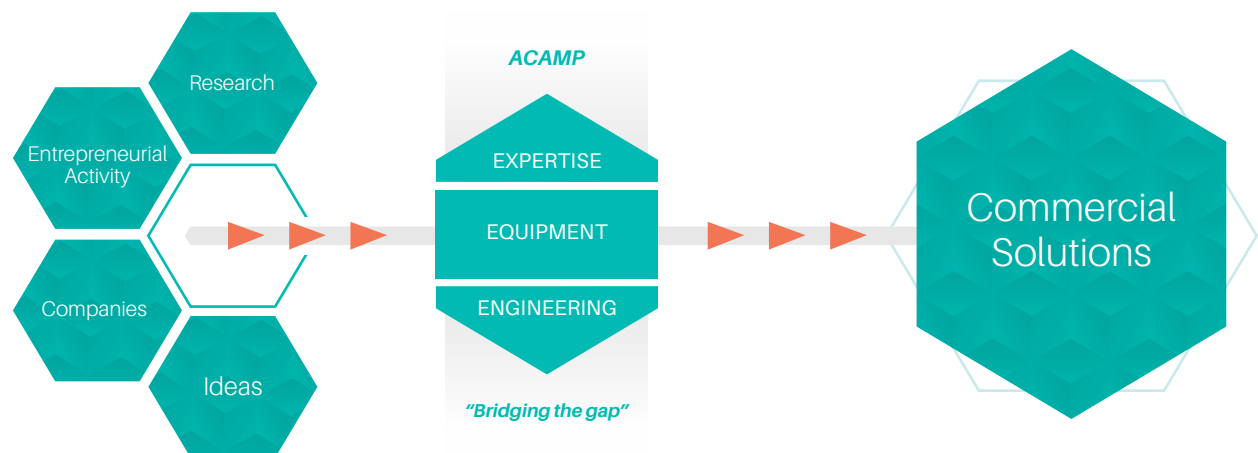 Research
Entrepreneurial
Activity
Companies
Ideas
ACAMP
EXPERTISE
EQUIPMENT
ENGINEERING
“Bridging the gap”
Commercial
Solutions